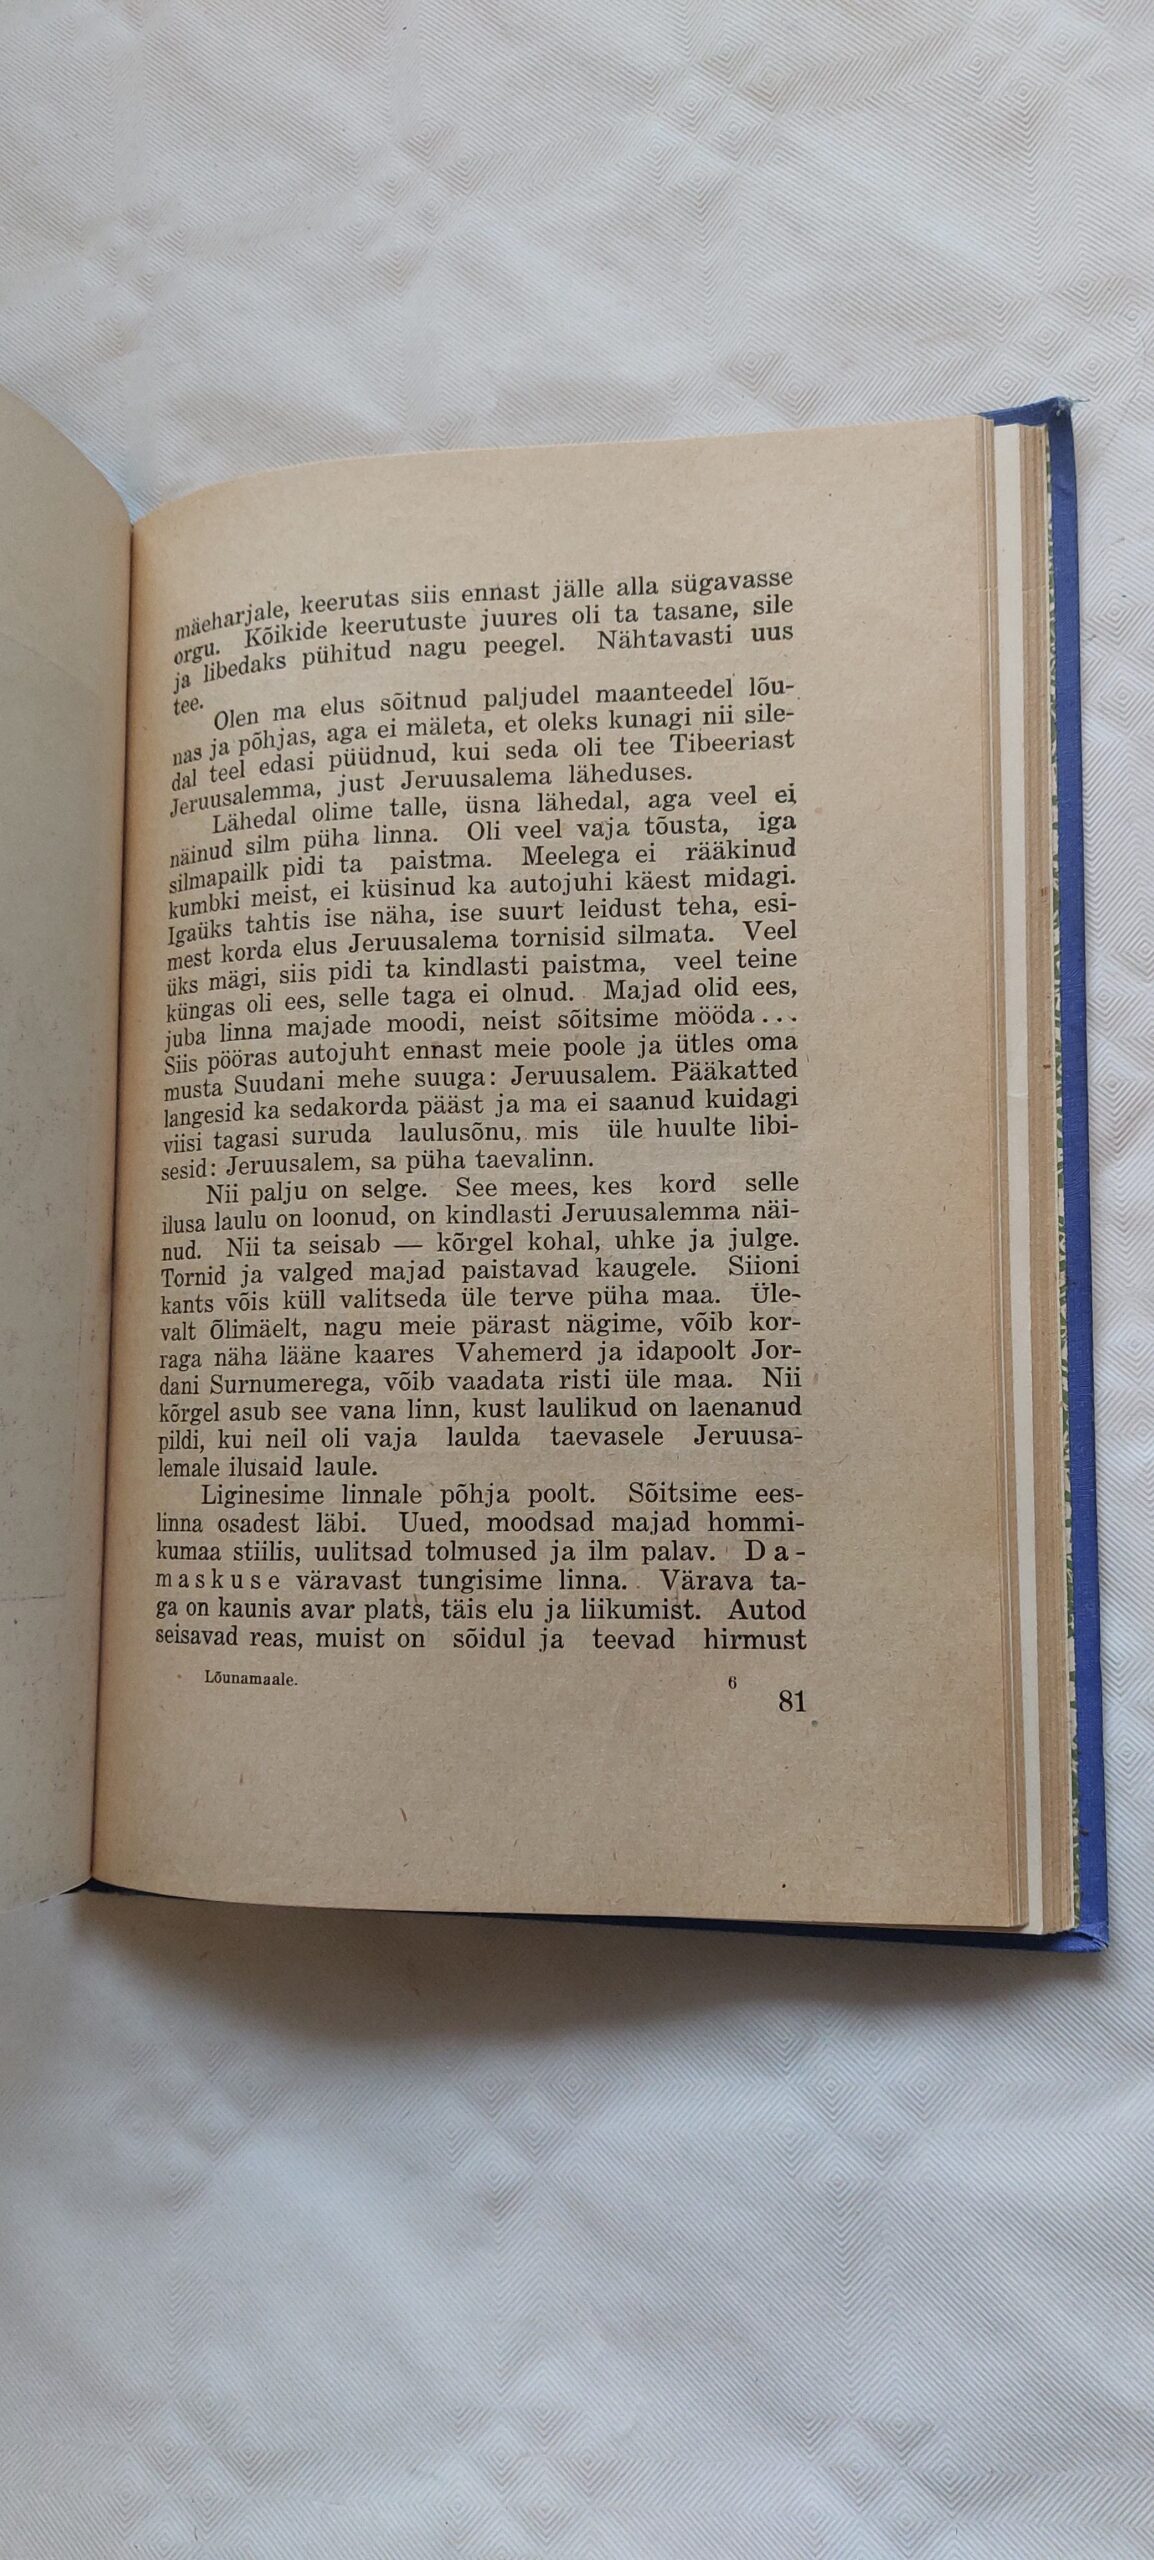 mäeharjale, keerutas siis ennast jälle alla sügavasse
orgu. Kõikide keerutuste juures oli ta tasane, sile
ja libedaks pühitud nagu peegel. Nähtavasti uus
tee.
Olen ma elus sõitnud paljudel maanteedel lõu-
nas ja põhjas, aga ei mäleta, et oleks kunagi nii sile-
dal teel edasi püüdnud, kui seda oli tee Tibeeriast
Jeruusalemma, just Jeruusalema läheduses.
Lähedal olime talle, üsna lähedal, aga veel ei
näinud silm püha linna. Oli veel vaja tõusta, iga
silmapailk pidi ta paistma. Meelega ei rääkinud
kumbki meist, ei küsinud ka autojuhi käest midagi.
Igaüks tahtis ise näha, ise suurt leidust teha, esi-
mest korda elus Jeruusalema tornisid silmata. Veel
üks mägi, siis pidi ta kindlasti paistma, veel teine
küngas oli ees, selle taga ei olnud. Majad olid ees,
juba linna majade moodi, neist sõitsime mööda...
Siis pööras autojuht ennast meie poole ja ütles oma
musta Suudani mehe suuga: Jeruusalem. Pääkatted
langesid ka sedakorda pääst ja ma ei saanud kuidagi
viisi tagasi suruda laulusõnu, mis üle huulte libi-
sesid: Jeruusalem, sa püha taevalinn.
Nii palju on selge. See mees, kes kord selle
ilusa laulu on loonud, on kindlasti Jeruusalemma näi-
nud. Nii ta seisab — kõrgel kohal, uhke ja julge.
Tornid ja valged majad paistavad kaugele. Siioni
kants võis küll valitseda üle terve püha maa. Üle-
valt Õlimäelt, nagu meie pärast nägime, võib kor-
raga näha lääne kaares Vahemerd ja idapoolt Jor-
dani Surnumerega, võib vaadata risti üle maa. Nii
kõrgel asub see vana linn, kust laulikud on laenanud
pildi, kui neil oli vaja laulda taevasele Jeruusa-
lemale ilusaid laule.
Liginesime linnale põhja poolt. Sõitsime ees-
linna osadest läbi. Uued, moodsad majad hommi-
kumaa stiilis, uulitsad tolmused ja ilm palav. Da-
maskuse väravast tungisime linna. Värava ta-
ga on kaunis avar plats, täis elu ja liikumist. Autod
seisavad reas, muist on sõidul ja teevad hirmust
Lõunamaale. 6
81